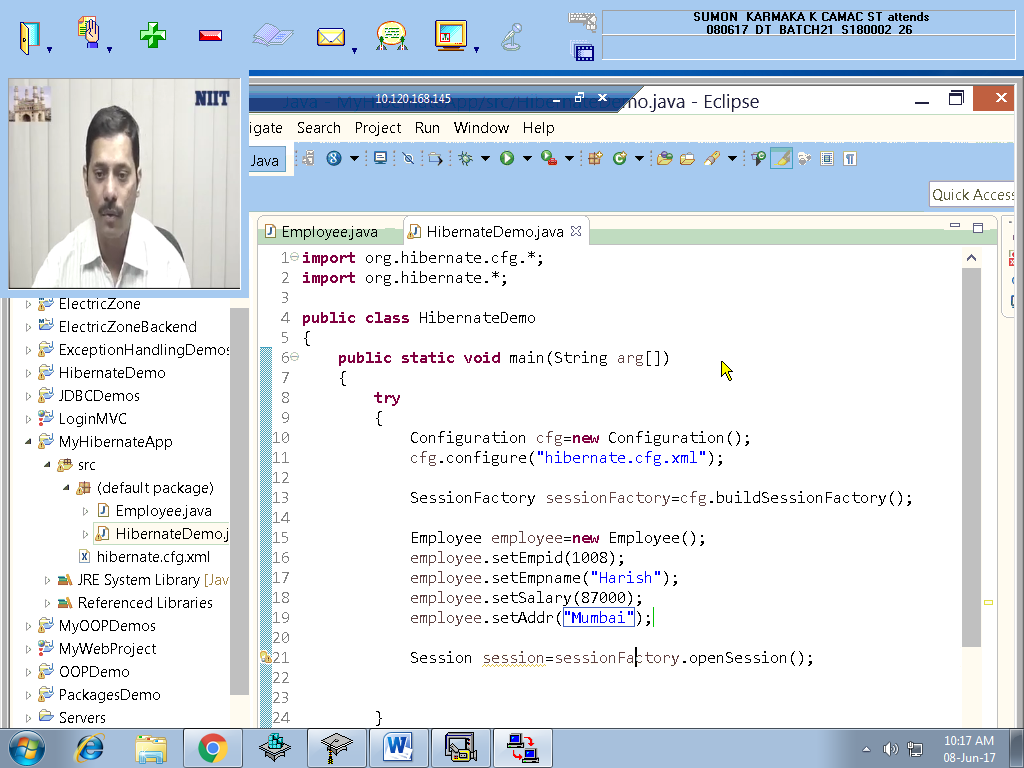 SUMON KARMAKA K CAMAC ST attends
080617_DT_BATCH21_S180002_26
NIIT
10.120.168.145
Java - MyHibernateApp/src/HibernateDemo.java - Eclipse
igate Search Project Run Window Help
Java
Quick Access
Employee.java
HibernateDemo.java
1 import org.hibernate.cfg.*;
2 import org.hibernate.*;
3
4 public class HibernateDemo
5 {
6 public static void main(String arg[])
7 {
8 try
9 {
10 Configuration cfg=new Configuration();
11 cfg.configure("hibernate.cfg.xml");
12
13 SessionFactory sessionFactory=cfg.buildSessionFactory();
14
15 Employee employee=new Employee();
16 employee.setEmpid(1008);
17 employee.setEmpname("Harish");
18 employee.setSalary(87000);
19 employee.setAddr("Mumbai");
20
21 Session session=sessionFactory.openSession();
22
23
24 }
ElectricZone
ElectricZoneBackend
ExceptionHandlingDemos
HibernateDemo
JDBCDemos
LoginMVC
MyHibernateApp
src
(default package)
Employee.java
HibernateDemo.j
hibernate.cfg.xml
JRE System Library [Jav
Referenced Libraries
MyOOPDemos
MyWebProject
OOPDemo
PackagesDemo
Servers
10:17 AM
08-Jun-17